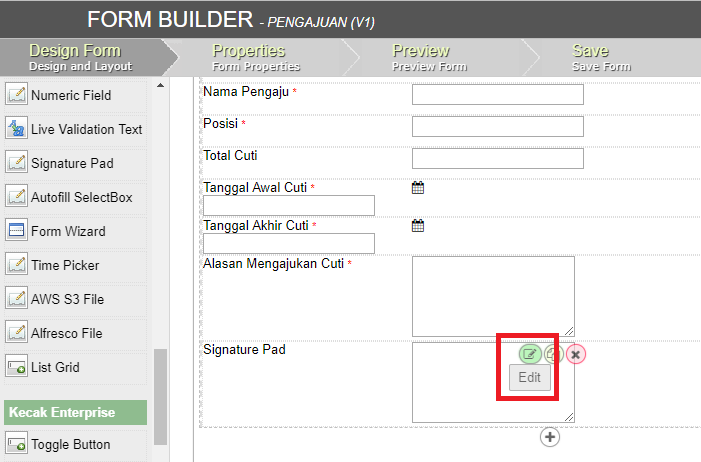 FORM BUILDER - PENGAJUAN (V1)
Design Form
Design and Layout
Properties
Form Properties
Preview
Preview Form
Save
Save Form
Numeric Field
Live Validation Text
Signature Pad
Autofill SelectBox
Form Wizard
Time Picker
AWS S3 File
Alfresco File
List Grid
Kecak Enterprise
Toggle Button
Nama Pengaju *
Posisi *
Total Cuti
Tanggal Awal Cuti *
Tanggal Akhir Cuti *
Alasan Mengajukan Cuti *
Signature Pad
Edit